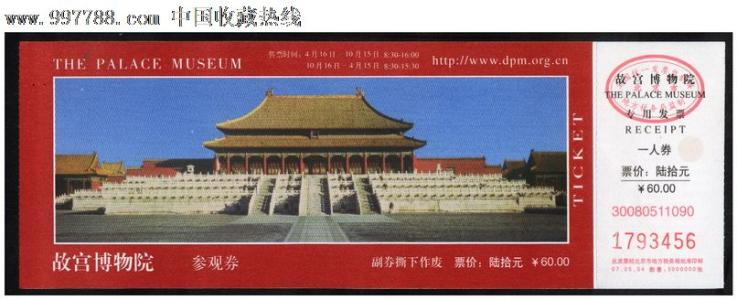 www.997788.com 中国收藏热线
THE PALACE MUSEUM
售票时间：4月16日－10月15日 8:30-16:00
10月16日－4月15日 8:30-15:30
http://www.dpm.org.cn
TICKET
故宫博物院 参观券
副券撕下作废 票价：陆拾元 ￥60.00
故宫博物院
THE PALACE MUSEUM
专用发票
RECEIPT
一人券
票价：陆拾元
￥60.00
30080511090
1793456